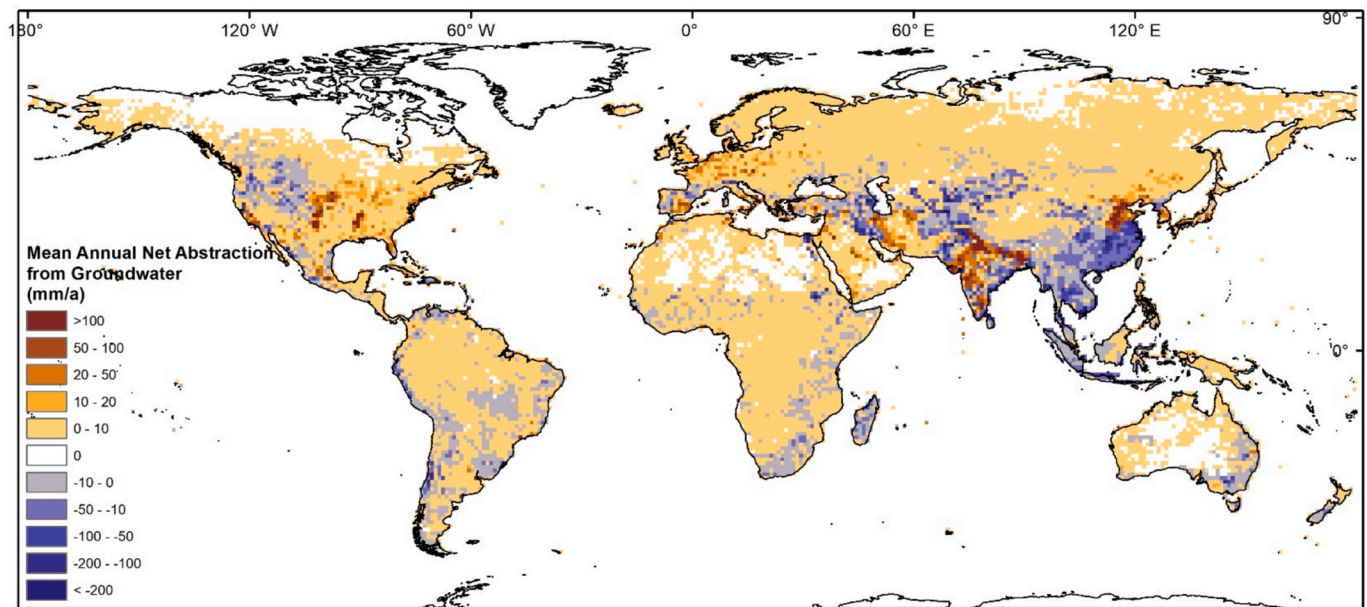 180° 120° W 60° W 0° 60° E 120° E 90°
0°
Mean Annual Net Abstraction
from Groundwater
(mm/a)
>100
50 - 100
20 - 50
10 - 20
0 - 10
0
-10 - 0
-50 - -10
-100 - -50
-200 - -100
< -200